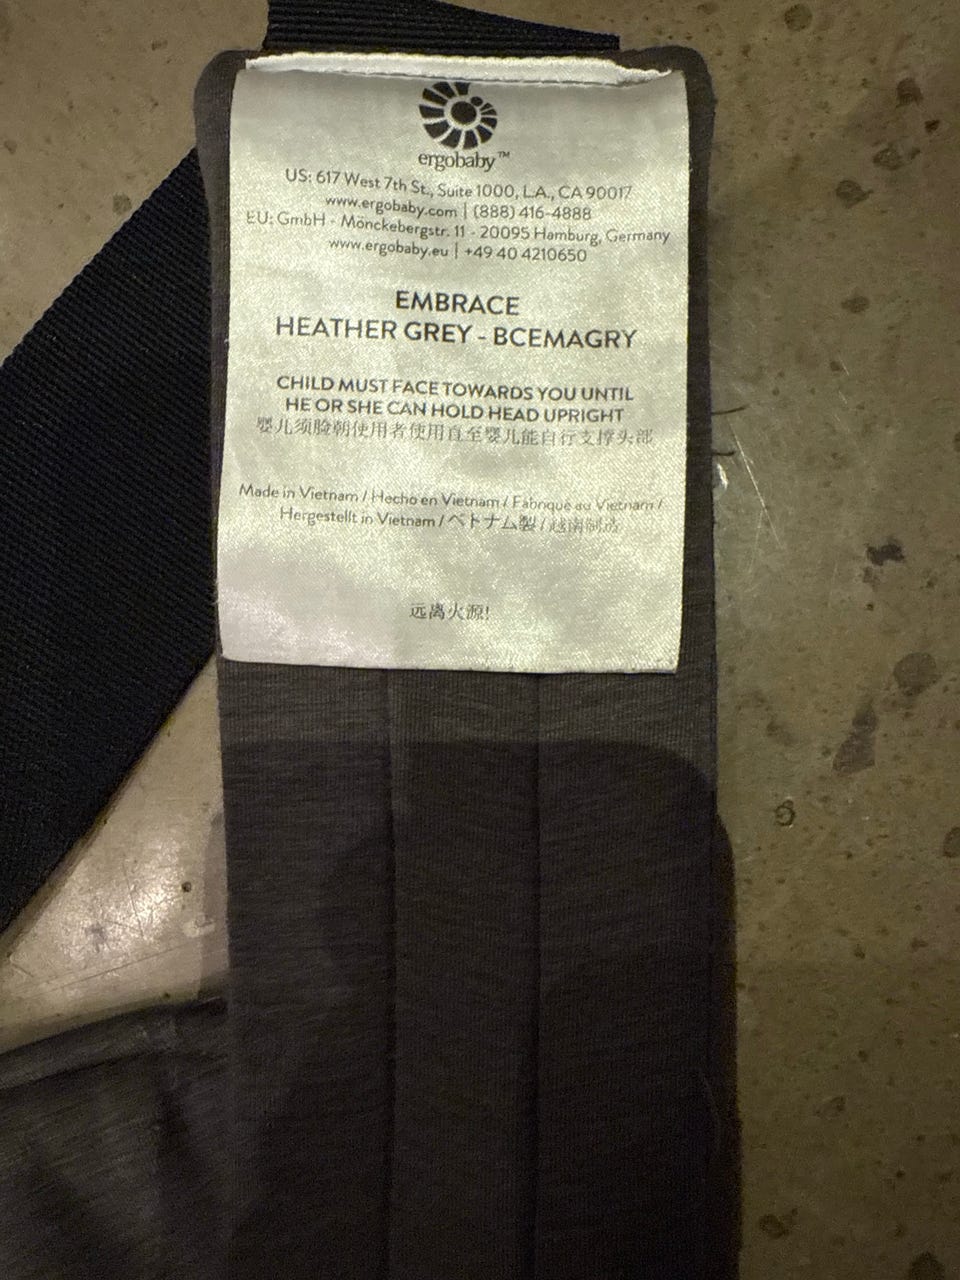 ergobaby™
US: 617 West 7th St., Suite 1000, L.A., CA 90017
www.ergobaby.com | (888) 416-4888
EU: GmbH - Mönckebergstr. 11 - 20095 Hamburg, Germany
www.ergobaby.eu | +49 40 4210650
EMBRACE
HEATHER GREY - BCEMAGRY
CHILD MUST FACE TOWARDS YOU UNTIL
HE OR SHE CAN HOLD HEAD UPRIGHT
婴儿须脸朝使用者使用直至婴儿能自行支撑头部
Made in Vietnam / Hecho en Vietnam / Fabriqué au Vietnam /
Hergestellt in Vietnam / ベトナム製 / 越南制造
远离火源!